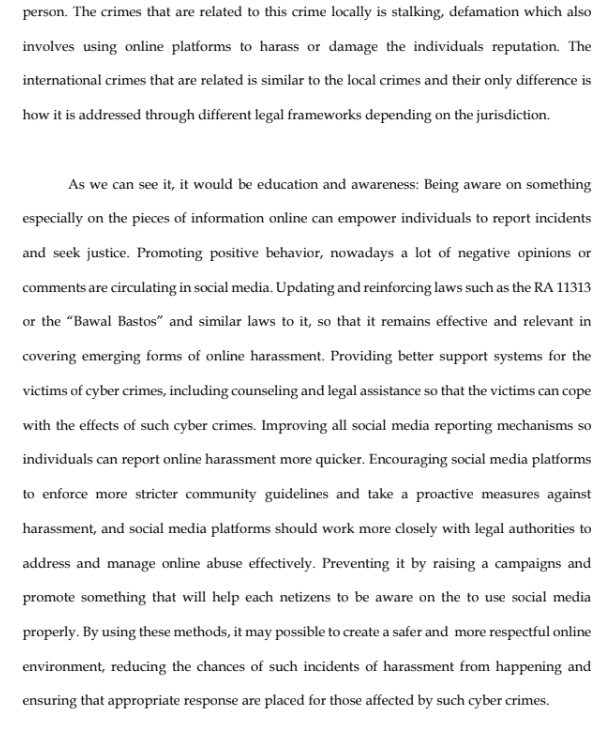 person. The crimes that are related to this crime locally is stalking, defamation which also
involves using online platforms to harass or damage the individuals reputation. The
international crimes that are related is similar to the local crimes and their only difference is
how it is addressed through different legal frameworks depending on the jurisdiction.
As we can see it, it would be education and awareness: Being aware on something
especially on the pieces of information online can empower individuals to report incidents
and seek justice. Promoting positive behavior, nowadays a lot of negative opinions or
comments are circulating in social media. Updating and reinforcing laws such as the RA 11313
or the “Bawal Bastos” and similar laws to it, so that it remains effective and relevant in
covering emerging forms of online harassment. Providing better support systems for the
victims of cyber crimes, including counseling and legal assistance so that the victims can cope
with the effects of such cyber crimes. Improving all social media reporting mechanisms so
individuals can report online harassment more quicker. Encouraging social media platforms
to enforce more stricter community guidelines and take a proactive measures against
harassment, and social media platforms should work more closely with legal authorities to
address and manage online abuse effectively. Preventing it by raising a campaigns and
promote something that will help each netizens to be aware on the to use social media
properly. By using these methods, it may possible to create a safer and more respectful online
environment, reducing the chances of such incidents of harassment from happening and
ensuring that appropriate response are placed for those affected by such cyber crimes.